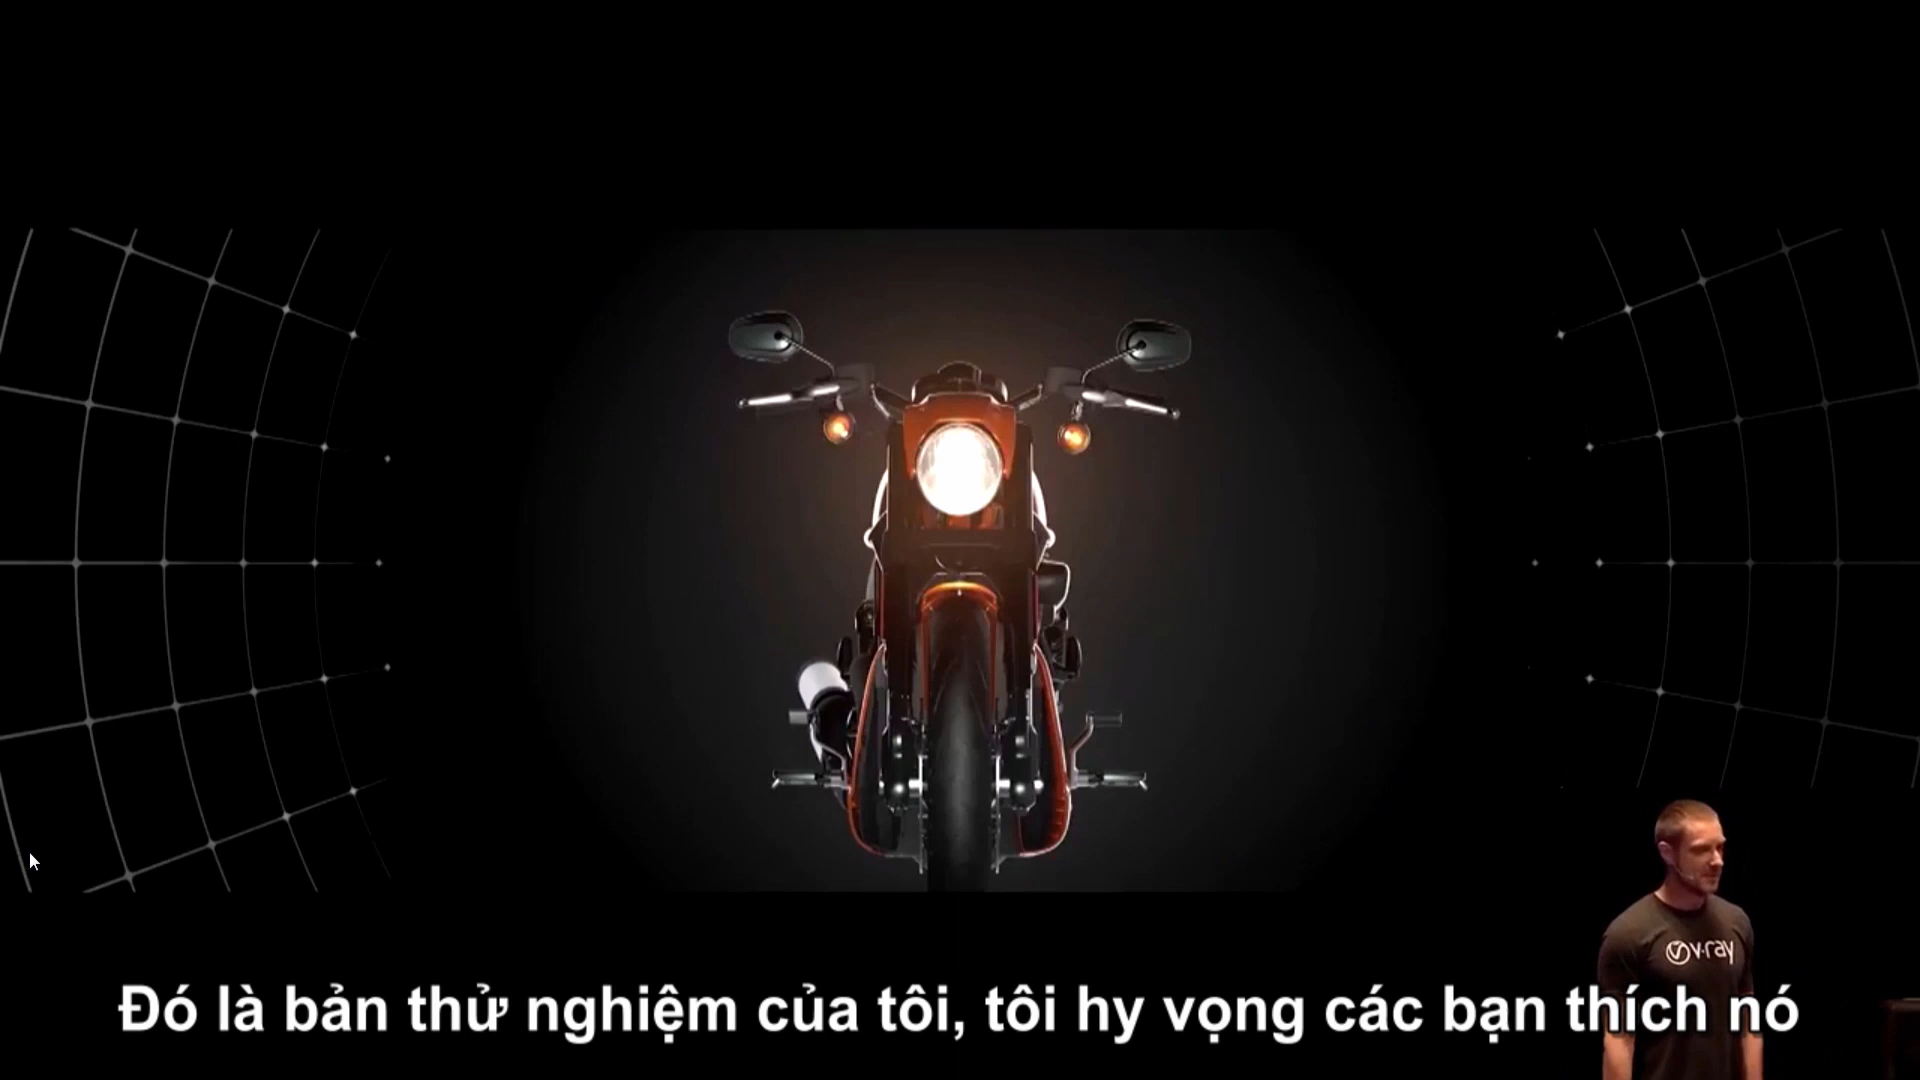 v·ray
Đó là bản thử nghiệm của tôi, tôi hy vọng các bạn thích nó